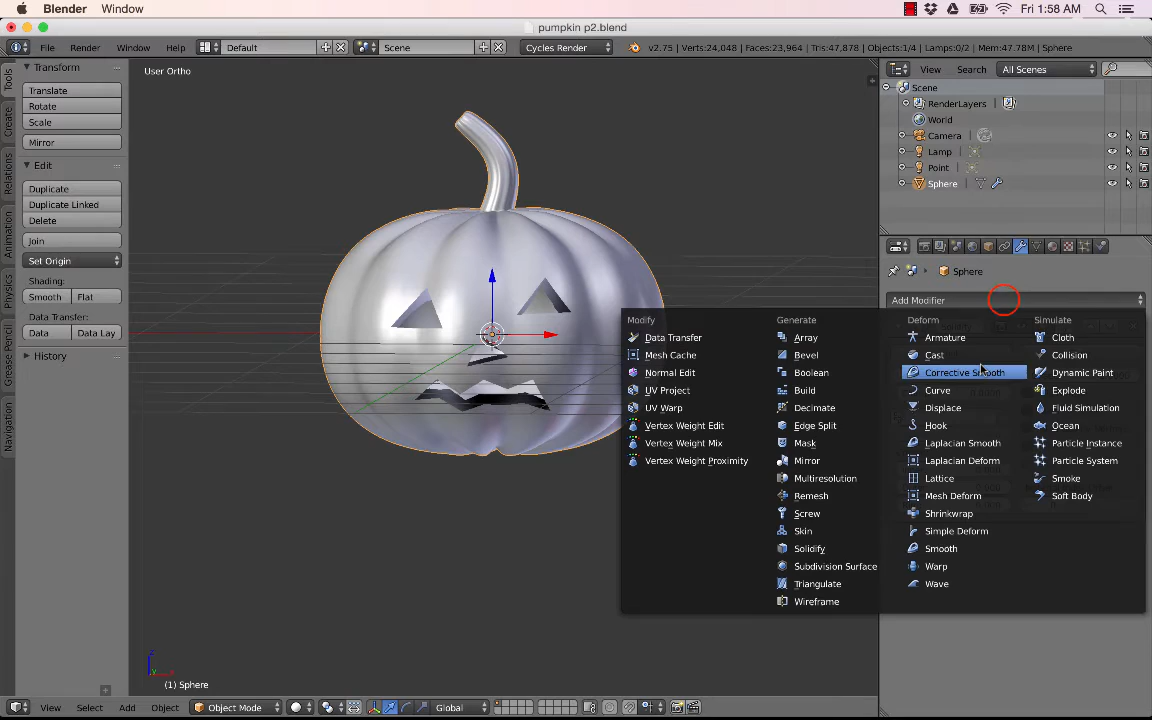 Blender Window Fri 1:58 AM
pumpkin p2.blend
File Render Window Help Default Scene Cycles Render v2.75 | Verts:24,048 | Faces:23,964 | Tris:47,878 | Objects:1/4 | Lamps:0/2 | Mem:47.78M | Sphere
Tools
Create
Relations
Animation
Physics
Grease Pencil
Navigation
Transform
Translate
Rotate
Scale
Mirror
Edit
Duplicate
Duplicate Linked
Delete
Join
Set Origin
Shading:
Smooth Flat
Data Transfer:
Data Data Lay
History
User Ortho
(1) Sphere
View Search All Scenes
Scene
RenderLayers
World
Camera
Lamp
Point
Sphere
Sphere
Add Modifier
Modify
Data Transfer
Mesh Cache
Normal Edit
UV Project
UV Warp
Vertex Weight Edit
Vertex Weight Mix
Vertex Weight Proximity
Generate
Array
Bevel
Boolean
Build
Decimate
Edge Split
Mask
Mirror
Multiresolution
Remesh
Screw
Skin
Solidify
Subdivision Surface
Triangulate
Wireframe
Deform
Armature
Cast
Corrective Smooth
Curve
Displace
Hook
Laplacian Smooth
Laplacian Deform
Lattice
Mesh Deform
Shrinkwrap
Simple Deform
Smooth
Warp
Wave
Simulate
Cloth
Collision
Dynamic Paint
Explode
Fluid Simulation
Ocean
Particle Instance
Particle System
Smoke
Soft Body
View Select Add Object Object Mode Global